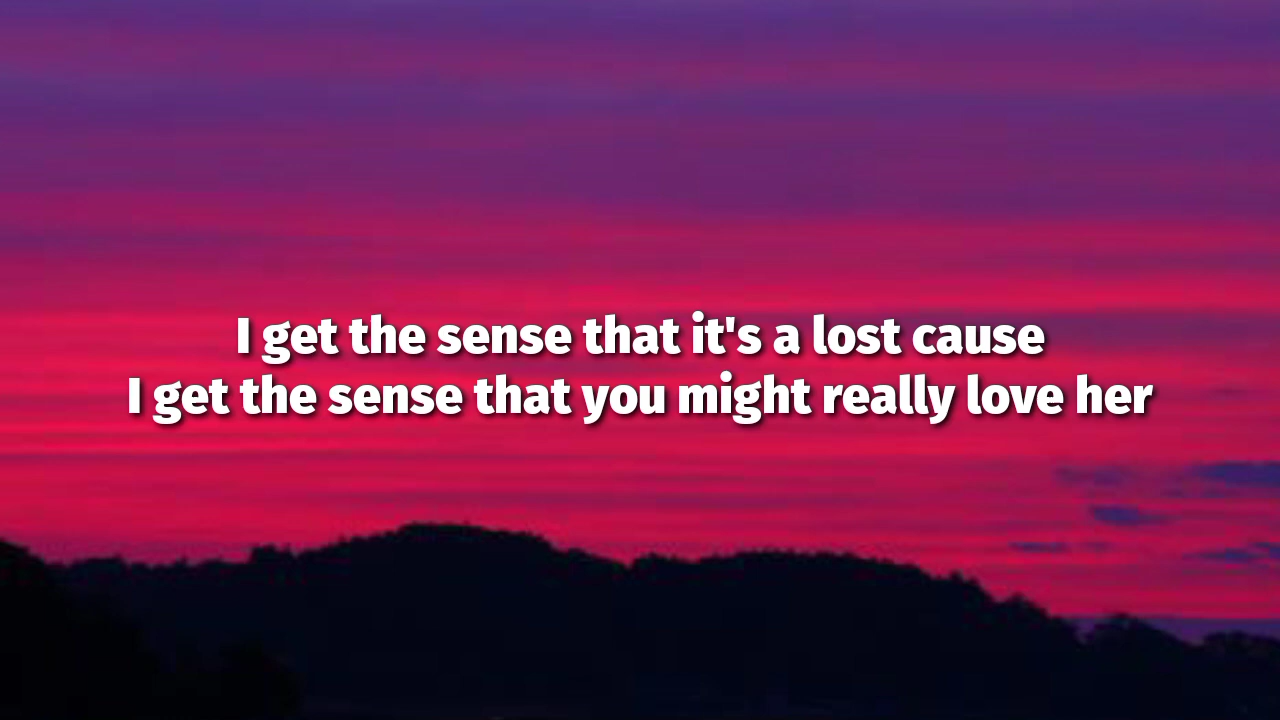 I get the sense that it's a lost cause
I get the sense that you might really love her